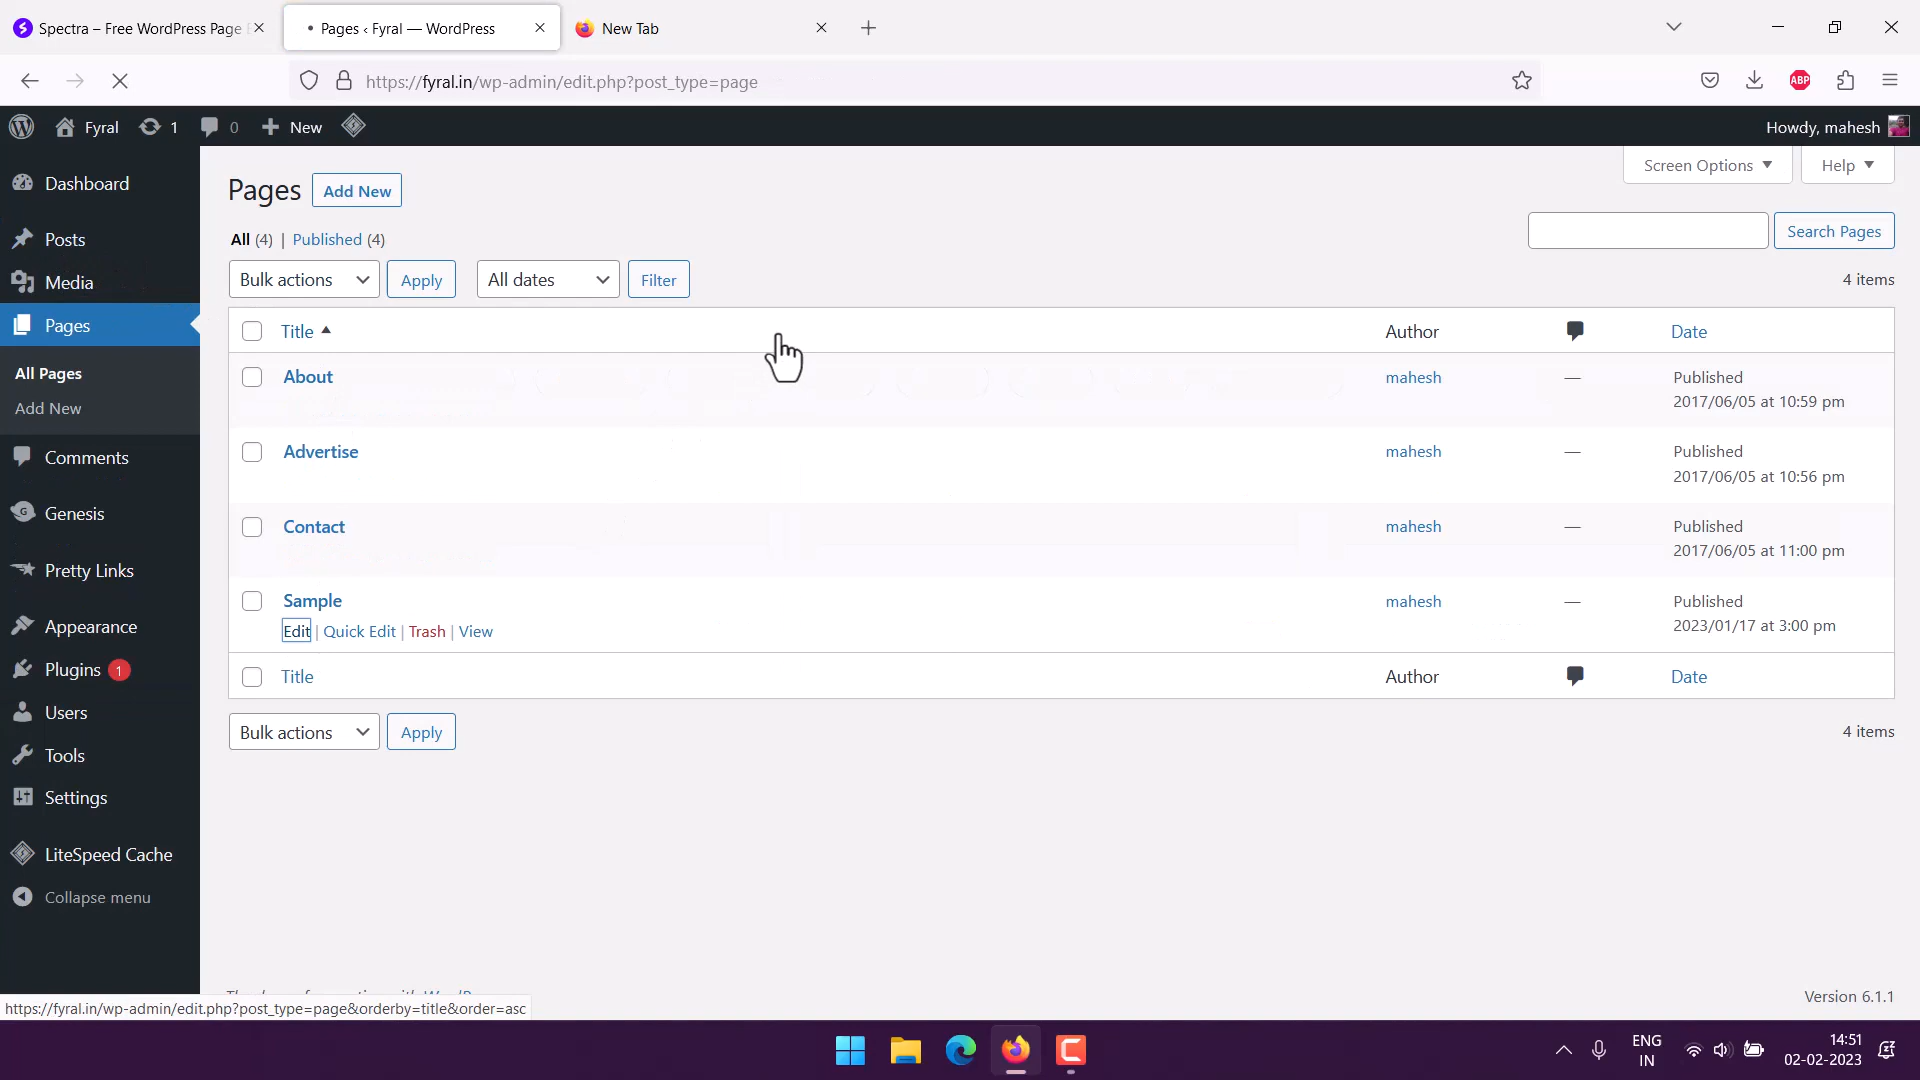 Spectra – Free WordPress Page
Pages ‹ Fyral — WordPress
New Tab
https://fyral.in/wp-admin/edit.php?post_type=page
ABP
Fyral
1
0
New
Howdy, mahesh
Dashboard
Posts
Media
Pages
All Pages
Add New
Comments
Genesis
Pretty Links
Appearance
Plugins 1
Users
Tools
Settings
LiteSpeed Cache
Collapse menu
Screen Options
Help
Pages
Add New
All (4) | Published (4)
Search Pages
Bulk actions
Apply
All dates
Filter
4 items
Title Author Date
About mahesh — Published
2017/06/05 at 10:59 pm
Advertise mahesh — Published
2017/06/05 at 10:56 pm
Contact mahesh — Published
2017/06/05 at 11:00 pm
Sample mahesh — Published
Edit | Quick Edit | Trash | View 2023/01/17 at 3:00 pm
Title Author Date
Bulk actions
Apply
4 items
Version 6.1.1
https://fyral.in/wp-admin/edit.php?post_type=page&orderby=title&order=asc
ENG
IN
14:51
02-02-2023